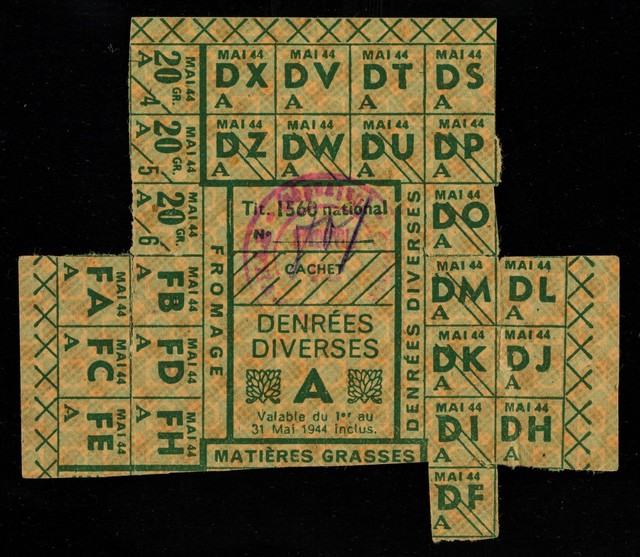 MAI 44
20 GR.
A/4
MAI 44
DX
A
MAI 44
DV
A
MAI 44
DT
A
MAI 44
DS
A
MAI 44
20 GR.
A/5
MAI 44
DZ
A
MAI 44
DW
A
MAI 44
DU
A
MAI 44
DP
A
MAI 44
20 GR.
A/6
Tit. 1560 national
No
CACHET
DENRÉES
DIVERSES
A
Valable du 1er au
31 Mai 1944 inclus.
FROMAGE
DENRÉES DIVERSES
MATIÈRES GRASSES
MAI 44
DO
A
MAI 44
FA
A
MAI 44
FB
A
MAI 44
DM
A
MAI 44
DL
A
MAI 44
FC
A
MAI 44
FD
A
MAI 44
DK
A
MAI 44
DJ
A
MAI 44
FE
A
MAI 44
FH
A
MAI 44
DI
A
MAI 44
DH
A
MAI 44
DF
A